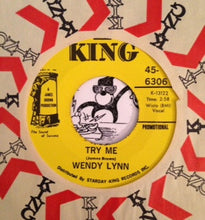 KING
A
JAMES
BROWN
PRODUCTION
45-
6306
K-13122
Time: 2:58
Wisto (BMI)
Vocal
The Sound
of
Success
PROMOTIONAL
TRY ME
(James Brown)
WENDY LYNN
Distributed by STARDAY-KING RECORDS INC.